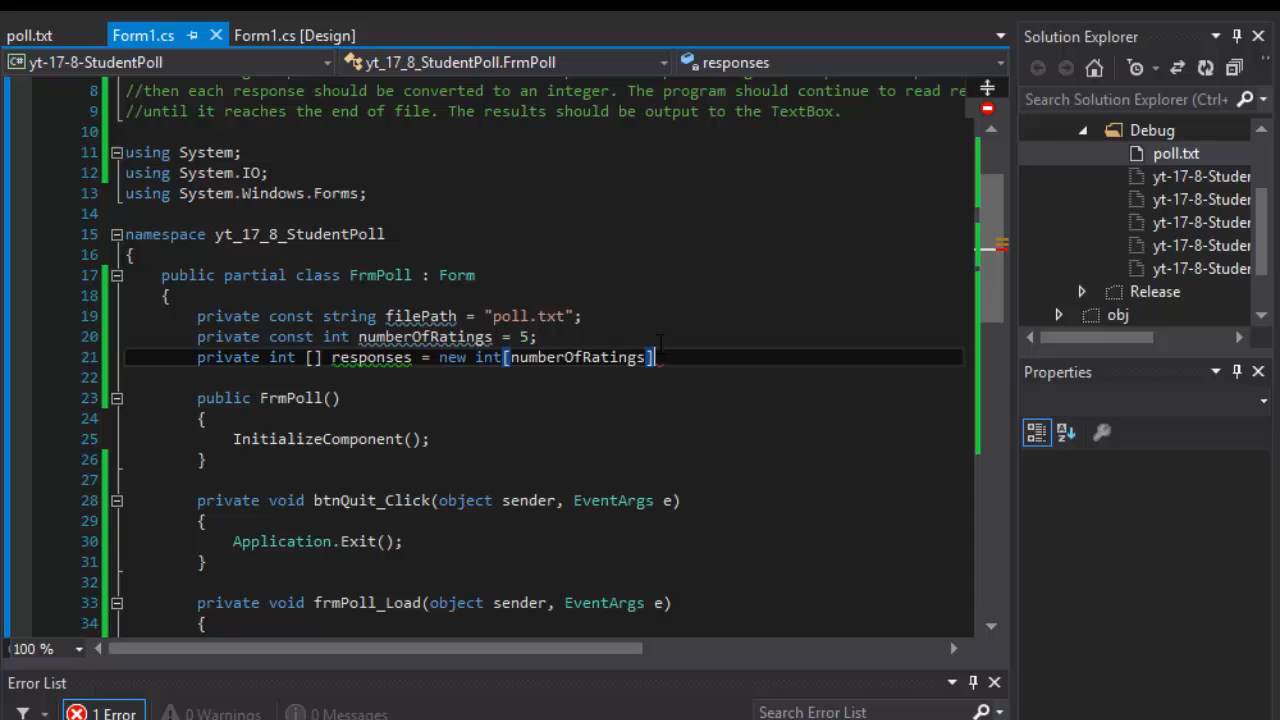 poll.txt Form1.cs Form1.cs [Design] Solution Explorer
yt-17-8-StudentPoll yt_17_8_StudentPoll.FrmPoll responses
8 //then each response should be converted to an integer. The program should continue to read re Search Solution Explorer (Ctrl+
9 //until it reaches the end of file. The results should be output to the TextBox.
10 Debug
11 using System; poll.txt
12 using System.IO; yt-17-8-Studer
13 using System.Windows.Forms; yt-17-8-Studer
14 yt-17-8-Studer
15 namespace yt_17_8_StudentPoll yt-17-8-Studer
16 { yt-17-8-Studer
17 public partial class FrmPoll : Form
18 { Release
19 private const string filePath = "poll.txt"; obj
20 private const int numberOfRatings = 5;
21 private int [] responses = new int[numberOfRatings]
22 Properties
23 public FrmPoll()
24 {
25 InitializeComponent();
26 }
27
28 private void btnQuit_Click(object sender, EventArgs e)
29 {
30 Application.Exit();
31 }
32
33 private void frmPoll_Load(object sender, EventArgs e)
34 {
100 %
Error List
1 Error 0 Warnings 0 Messages Search Error List